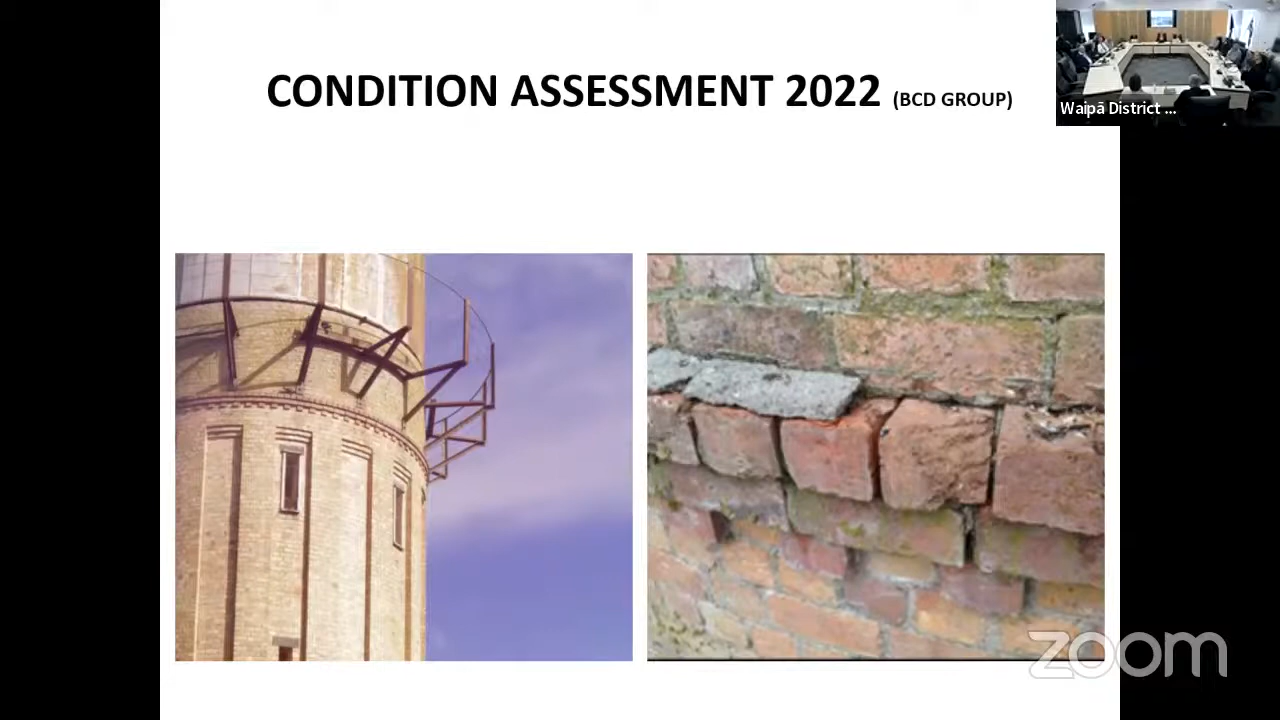 CONDITION ASSESSMENT 2022 (BCD GROUP)
Waipā District ...
zoom